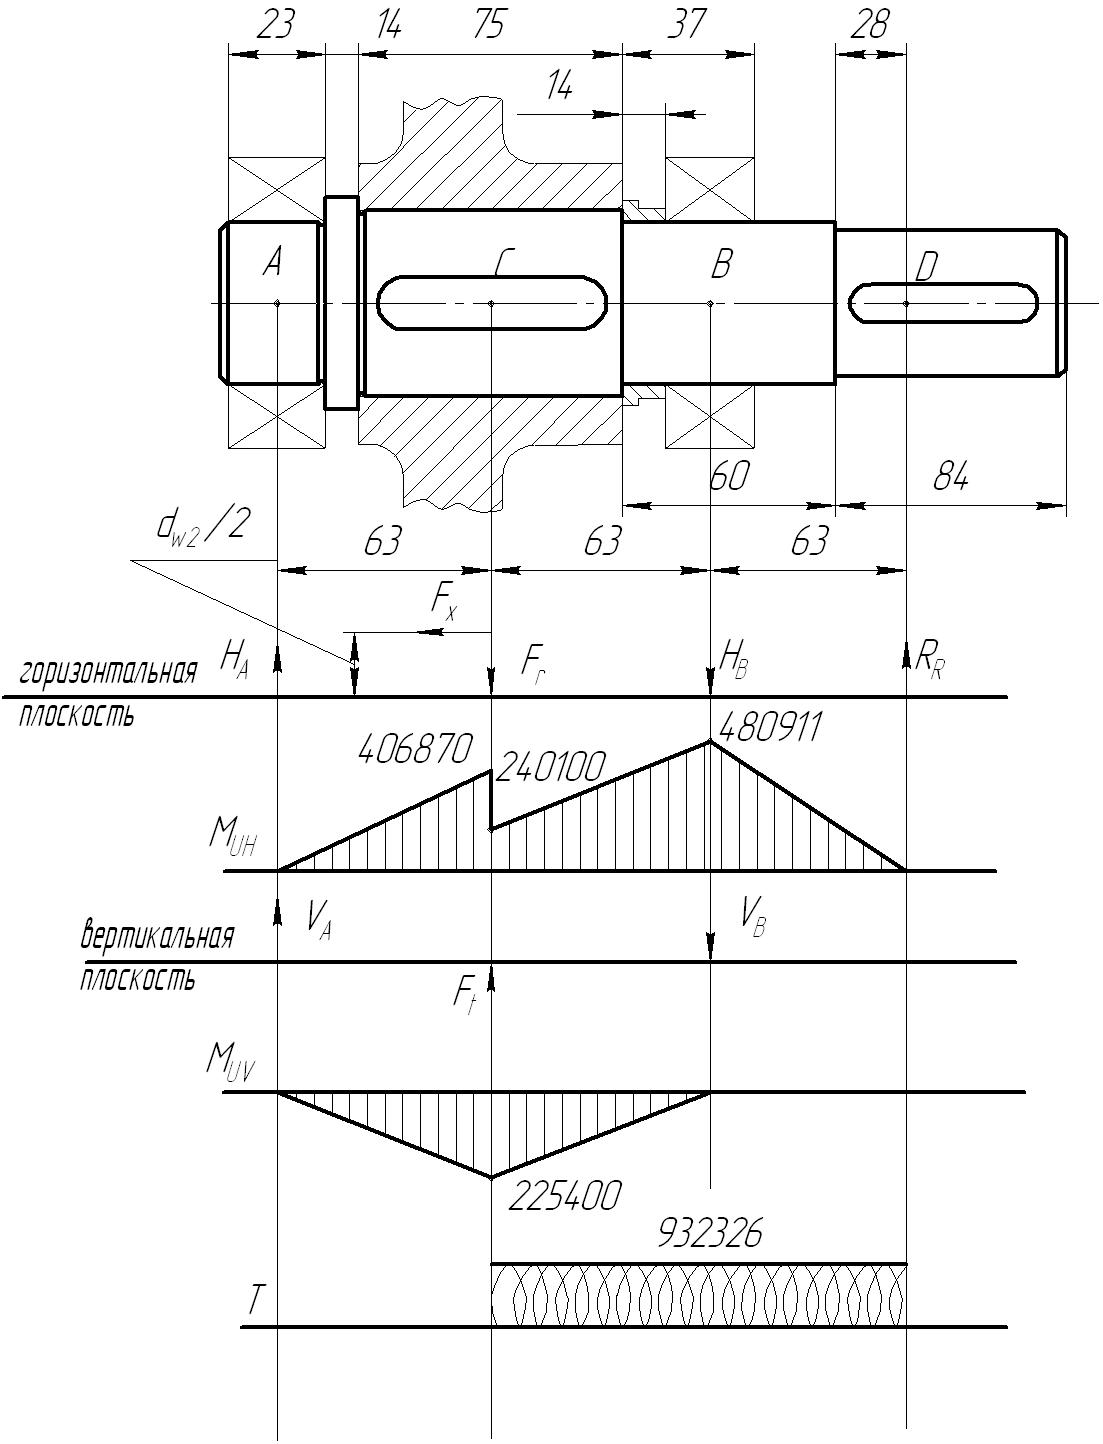 23 14 75 37 28
14
A C B D
60 84
d_w2/2
63 63 63
F_x
H_A F_r H_B R_R
горизонтальная
плоскость
480911
406870 240100
M_UH
V_A V_B
вертикальная
плоскость
F_t
M_UV
225400
932326
T